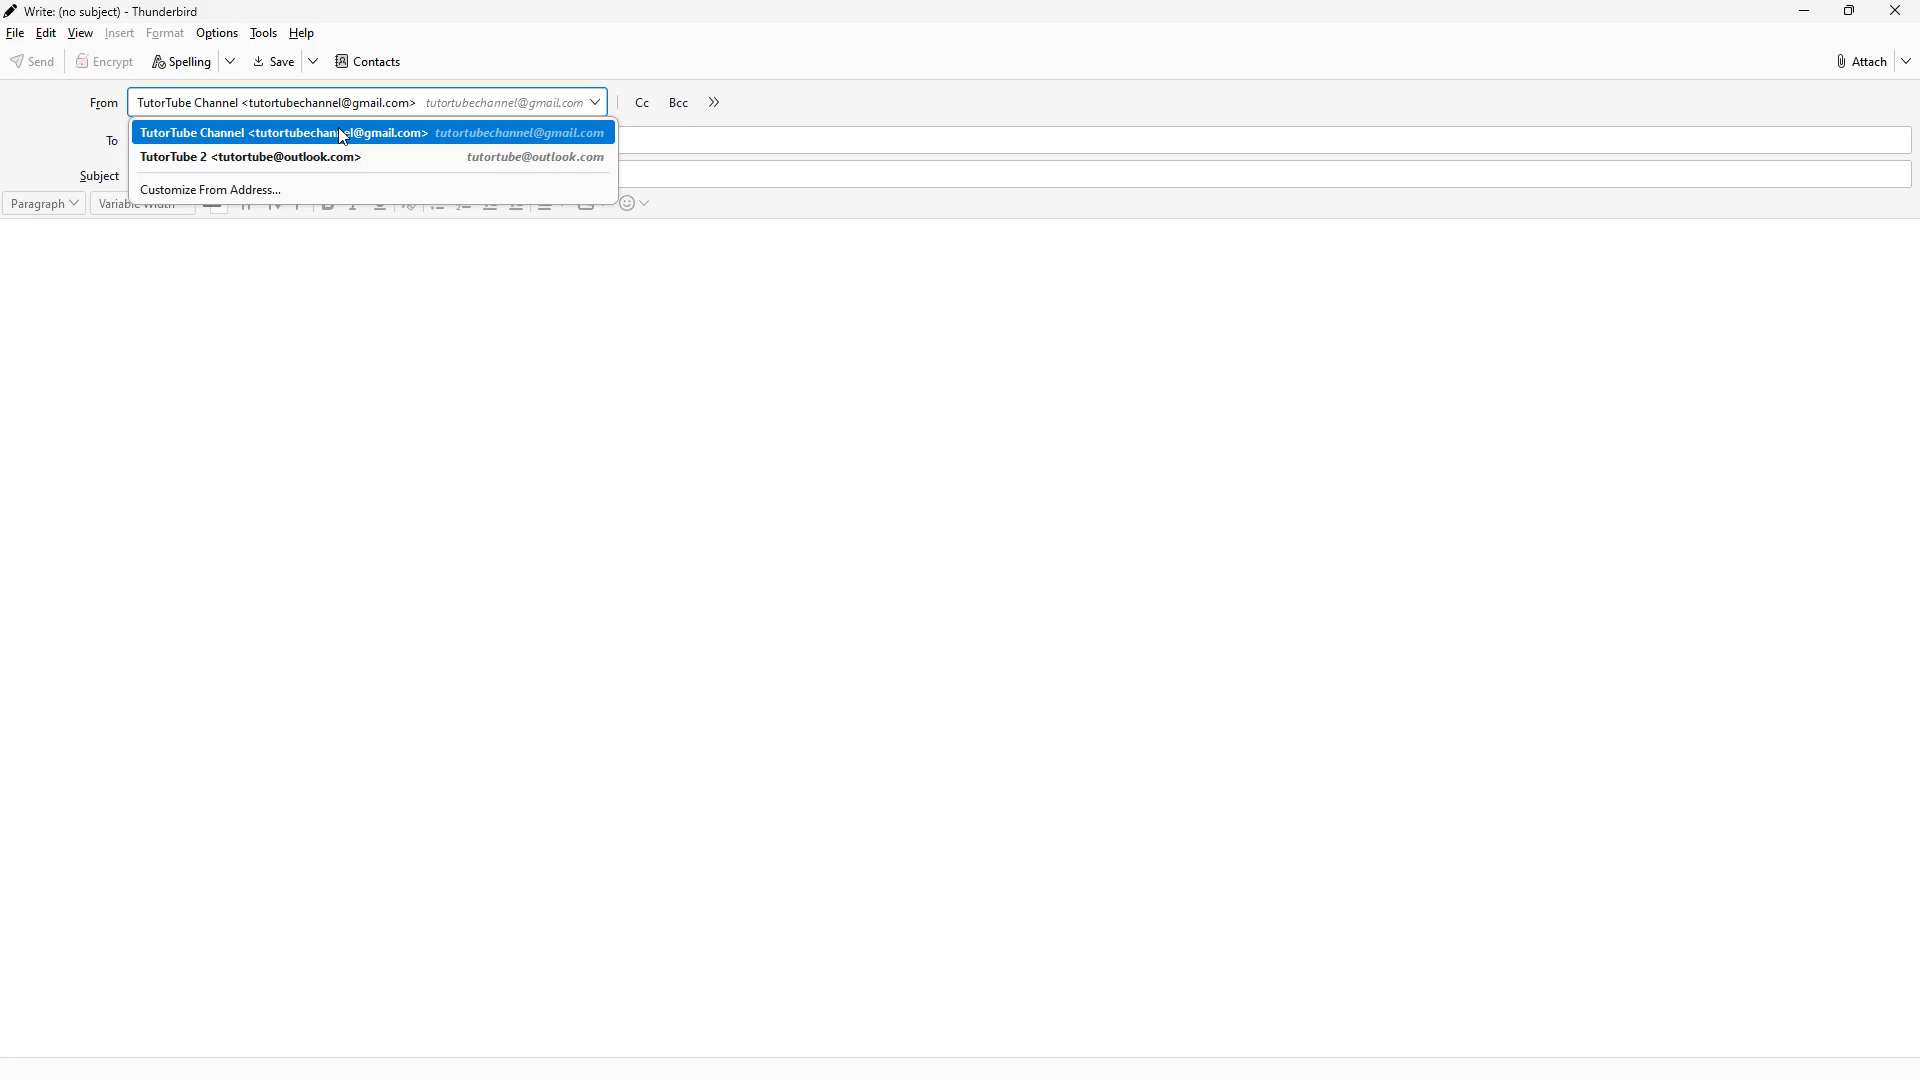 Write: (no subject) - Thunderbird
File Edit View Insert Format Options Tools Help
Send Encrypt Spelling Save Contacts Attach
From TutorTube Channel <tutortubechannel@gmail.com> tutortubechannel@gmail.com Cc Bcc
TutorTube Channel <tutortubechannel@gmail.com> tutortubechannel@gmail.com
To
TutorTube 2 <tutortube@outlook.com> tutortube@outlook.com
Subject
Customize From Address...
Paragraph Variable Width